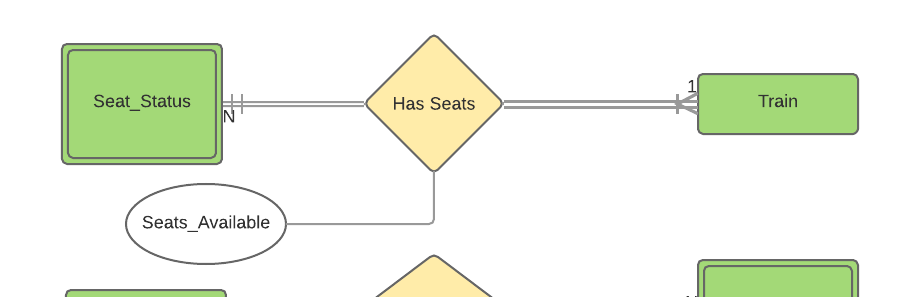 1
Seat_Status
Has Seats
Train
N
Seats_Available